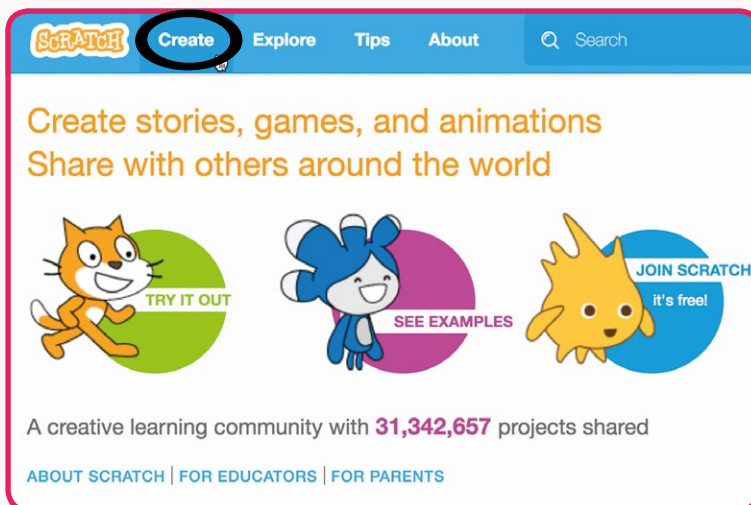 SCRATCH Create Explore Tips About Search
Create stories, games, and animations
Share with others around the world
TRY IT OUT
SEE EXAMPLES
JOIN SCRATCH
it's free!
A creative learning community with 31,342,657 projects shared
ABOUT SCRATCH | FOR EDUCATORS | FOR PARENTS